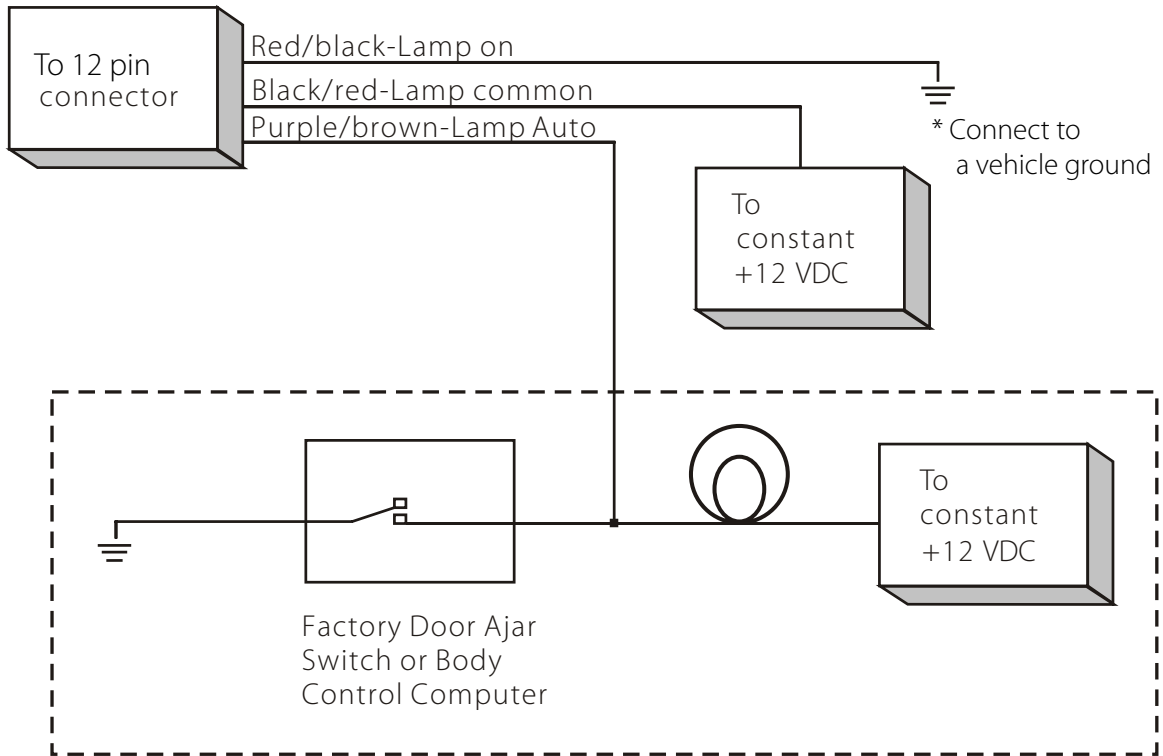 To 12 pin
connector
Red/black-Lamp on
Black/red-Lamp common
Purple/brown-Lamp Auto
* Connect to
a vehicle ground
To
constant
+12 VDC
To
constant
+12 VDC
Factory Door Ajar
Switch or Body
Control Computer